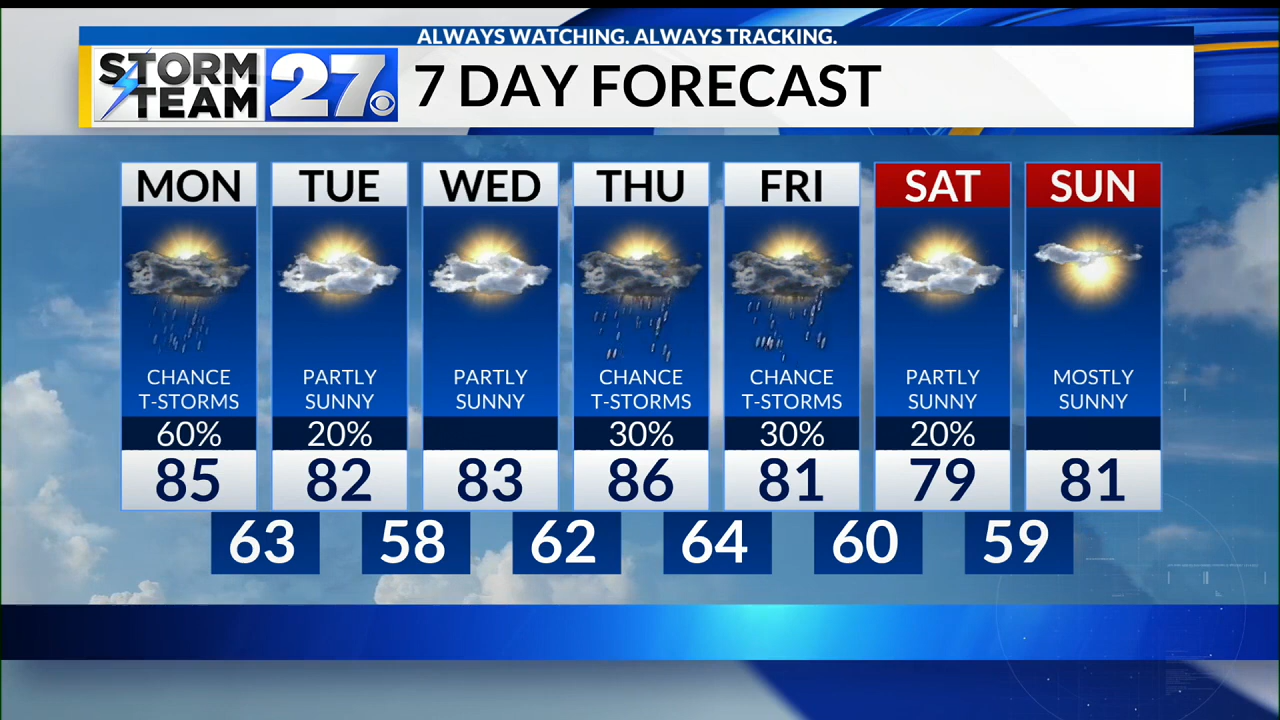 ALWAYS WATCHING. ALWAYS TRACKING.
STORM
TEAM
27
7 DAY FORECAST
MON TUE WED THU FRI SAT SUN
CHANCE PARTLY PARTLY CHANCE CHANCE PARTLY MOSTLY
T-STORMS SUNNY SUNNY T-STORMS T-STORMS SUNNY SUNNY
60% 20% 30% 30% 20%
85 82 83 86 81 79 81
63 58 62 64 60 59